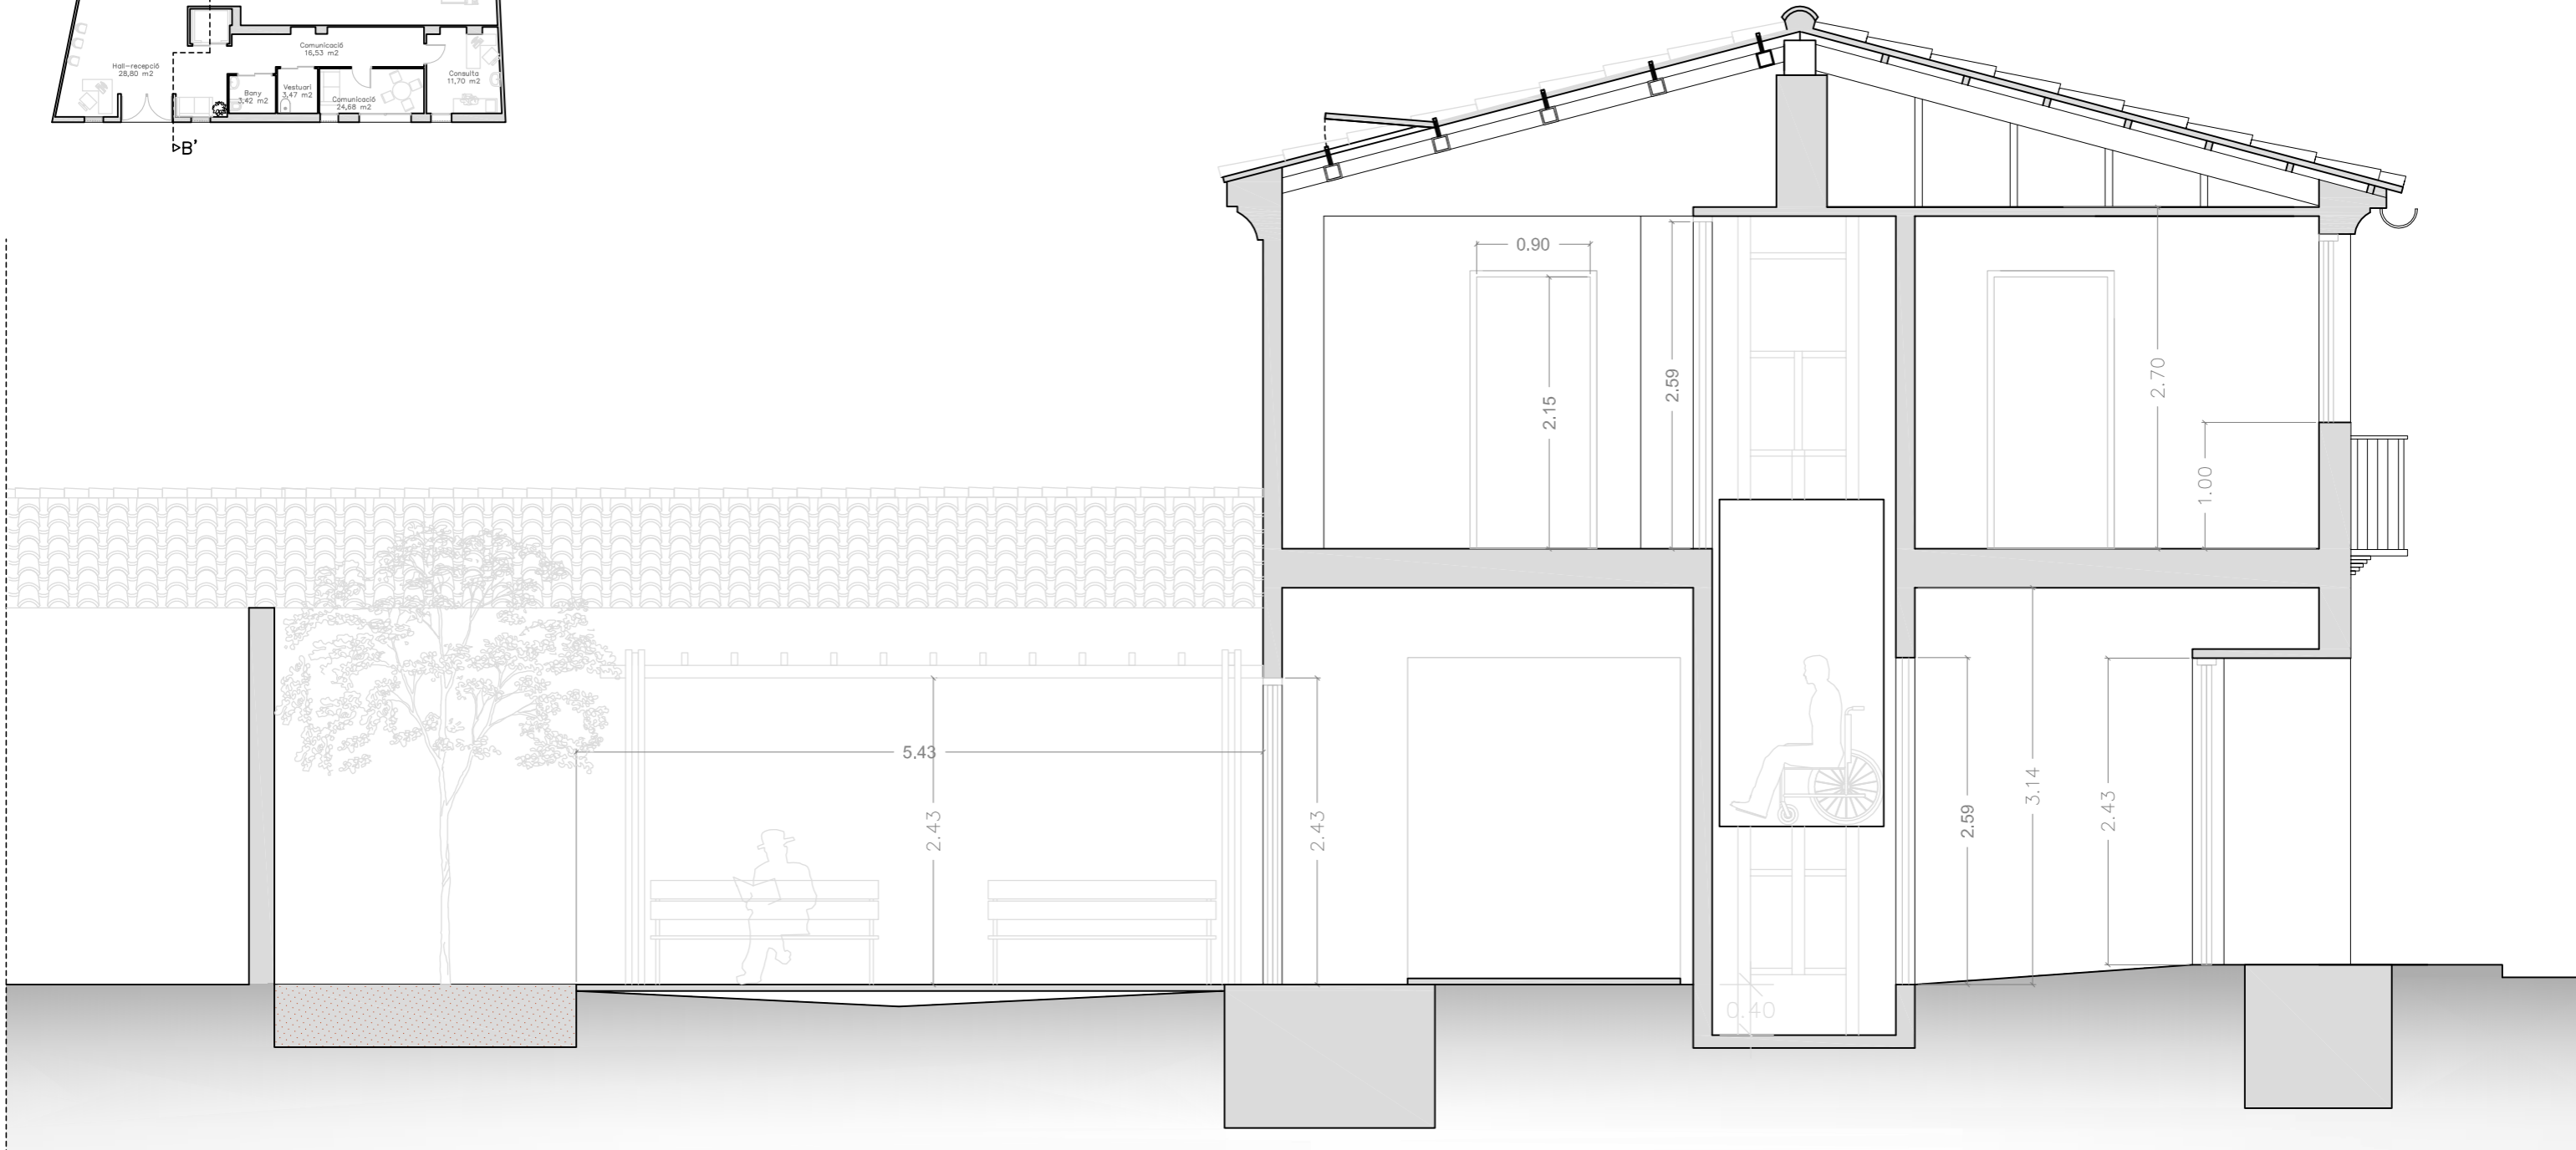 Comunicació
16,53 m2
Hall-recepció
28,80 m2
Consulta
11,70 m2
Bany
3,42 m2
Vestuari
3,47 m2
Comunicació
24,68 m2
B'
0.90
2.59
2.15
2.70
1.00
5.43
2.43
2.43
2.59
3.14
2.43
0.40